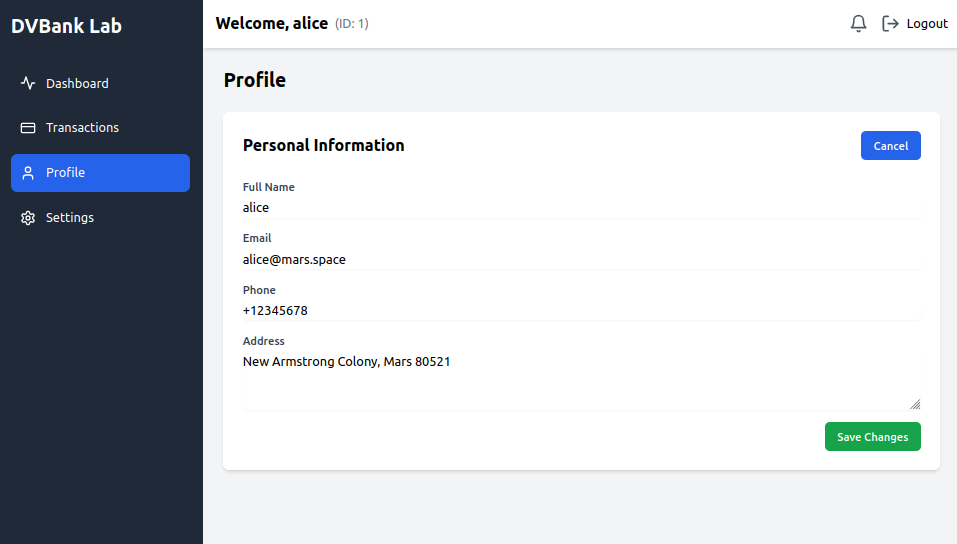 DVBank Lab
Welcome, alice (ID: 1)
Logout
Dashboard
Transactions
Profile
Settings
Profile
Personal Information
Cancel
Full Name
alice
Email
alice@mars.space
Phone
+12345678
Address
New Armstrong Colony, Mars 80521
Save Changes